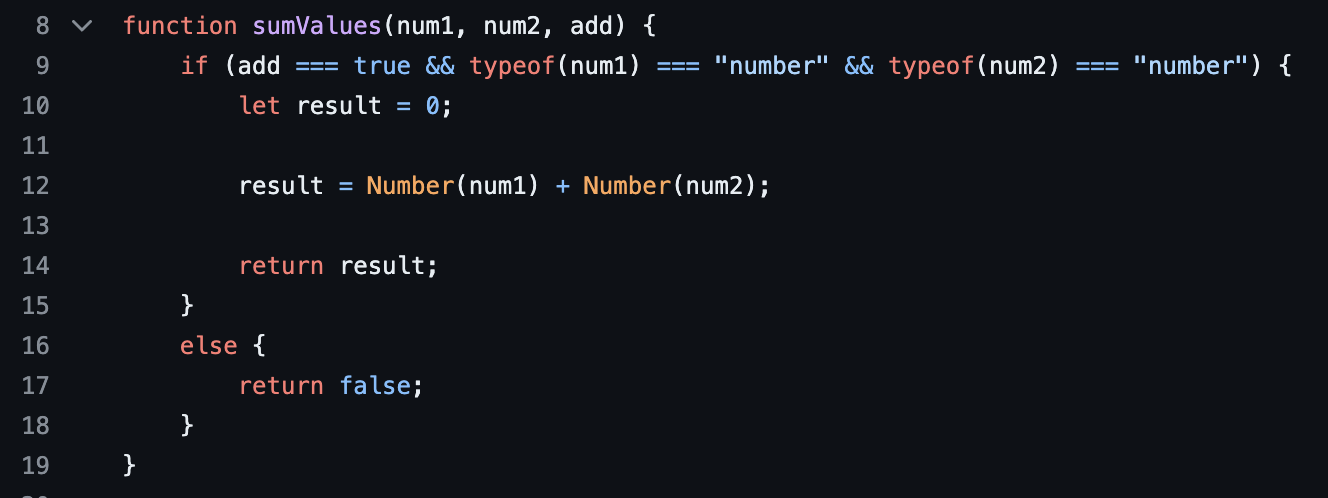 8 function sumValues(num1, num2, add) {
9 if (add === true && typeof(num1) === "number" && typeof(num2) === "number") {
10 let result = 0;
11
12 result = Number(num1) + Number(num2);
13
14 return result;
15 }
16 else {
17 return false;
18 }
19 }